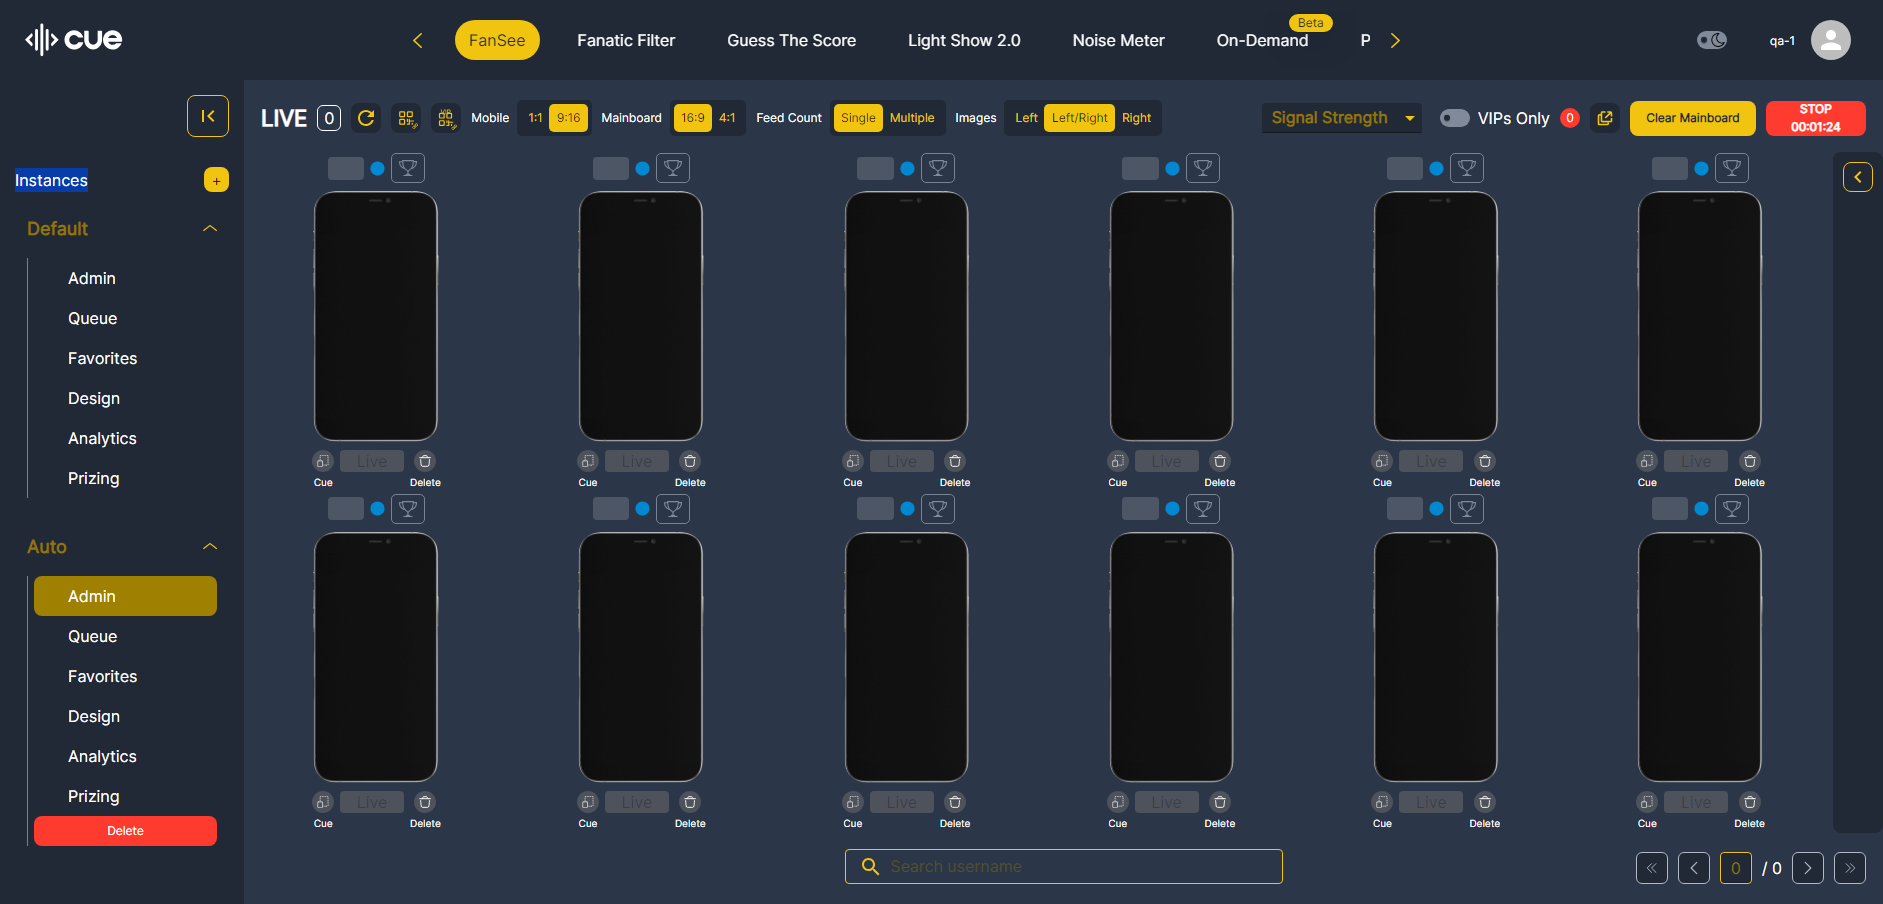 cue
FanSee
Fanatic Filter
Guess The Score
Light Show 2.0
Noise Meter
On-Demand
Beta
P
qa-1
Instances
+
Default
Admin
Queue
Favorites
Design
Analytics
Prizing
Auto
Admin
Queue
Favorites
Design
Analytics
Prizing
Delete
LIVE 0 Mobile 1:1 9:16 Mainboard 16:9 4:1 Feed Count Single Multiple Images Left Left/Right Right Signal Strength VIPs Only 0 Clear Mainboard
STOP
00:01:24
Live Live Live Live Live Live
Cue Delete Cue Delete Cue Delete Cue Delete Cue Delete Cue Delete
Live Live Live Live Live Live
Cue Delete Cue Delete Cue Delete Cue Delete Cue Delete Cue Delete
Search username
0 / 0